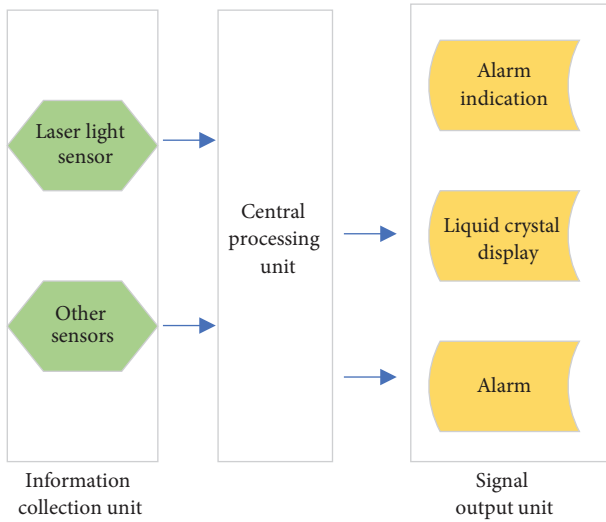 Laser light
sensor
Other
sensors
Information
collection unit
Central
processing
unit
Alarm
indication
Liquid crystal
display
Alarm
Signal
output unit